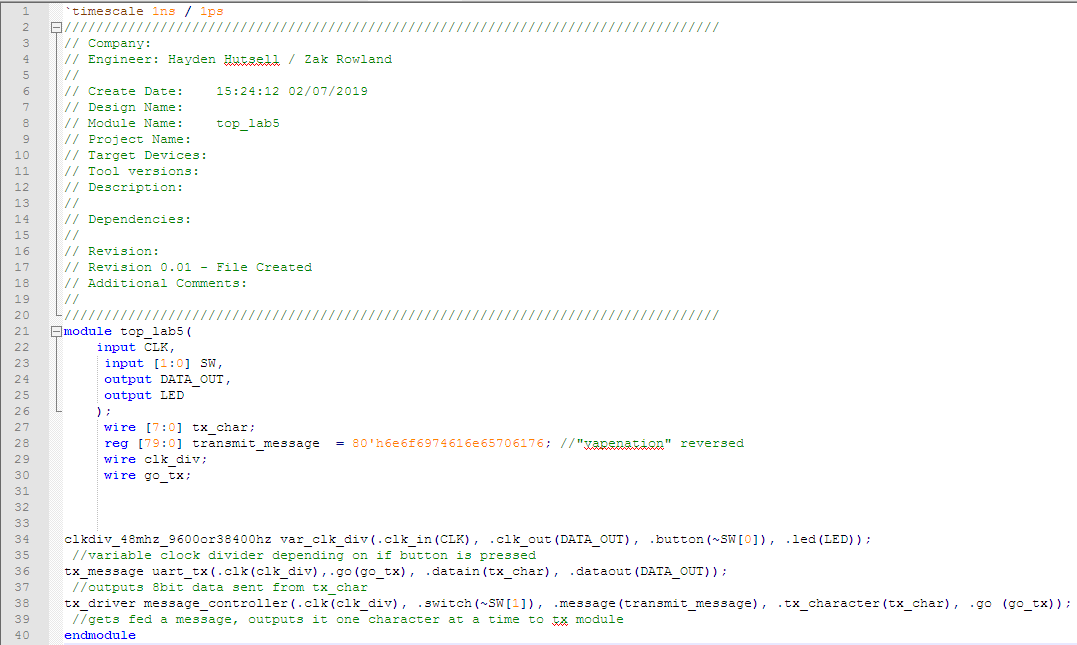 1 `timescale 1ns / 1ps
2 //////////////////////////////////////////////////////////////////////////////////
3 // Company:
4 // Engineer: Hayden Hutsell / Zak Rowland
5 //
6 // Create Date:    15:24:12 02/07/2019
7 // Design Name:
8 // Module Name:    top_lab5
9 // Project Name:
10 // Target Devices:
11 // Tool versions:
12 // Description:
13 //
14 // Dependencies:
15 //
16 // Revision:
17 // Revision 0.01 - File Created
18 // Additional Comments:
19 //
20 //////////////////////////////////////////////////////////////////////////////////
21 module top_lab5(
22     input CLK,
23      input [1:0] SW,
24      output DATA_OUT,
25      output LED
26     );
27      wire [7:0] tx_char;
28      reg [79:0] transmit_message  = 80'h6e6f6974616e65706176; //"vapenation" reversed
29      wire clk_div;
30      wire go_tx;
31
32
33
34 clkdiv_48mhz_9600or38400hz var_clk_div(.clk_in(CLK), .clk_out(DATA_OUT), .button(~SW[0]), .led(LED));
35  //variable clock divider depending on if button is pressed
36 tx_message uart_tx(.clk(clk_div),.go(go_tx), .datain(tx_char), .dataout(DATA_OUT));
37  //outputs 8bit data sent from tx_char
38 tx_driver message_controller(.clk(clk_div), .switch(~SW[1]), .message(transmit_message), .tx_character(tx_char), .go (go_tx));
39  //gets fed a message, outputs it one character at a time to tx module
40 endmodule